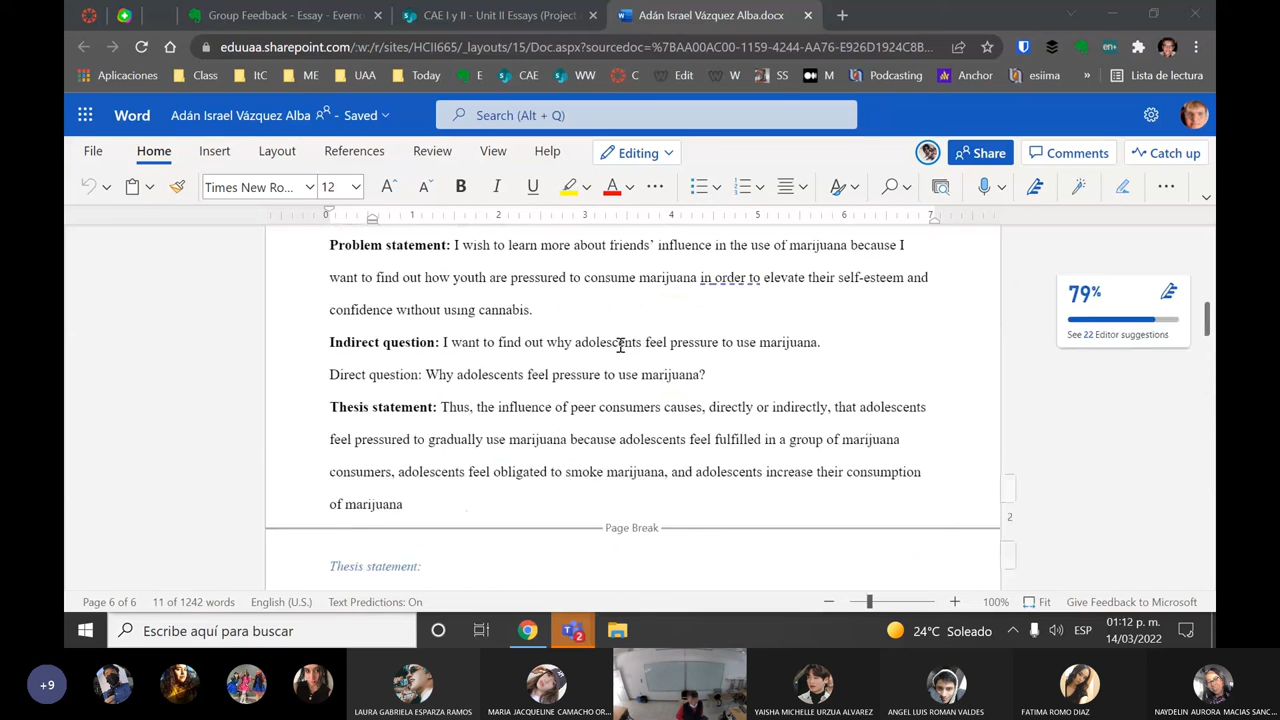 Group Feedback - Essay - Everno
CAE I y II - Unit II Essays (Project
Adán Israel Vázquez Alba.docx
eduuaa.sharepoint.com/:w:/r/sites/HCII665/_layouts/15/Doc.aspx?sourcedoc=%7BAA00AC00-1159-4244-AA76-E926D1924C8B...
Aplicaciones Class ItC ME UAA Today E CAE WW C Edit W SS M Podcasting Anchor esiima » Lista de lectura
Word Adán Israel Vázquez Alba - Saved Search (Alt + Q)
File Home Insert Layout References Review View Help Editing Share Comments Catch up
Times New Ro... 12 A A B I U A
0 1 2 3 4 5 6 7
Problem statement: I wish to learn more about friends’ influence in the use of marijuana because I
want to find out how youth are pressured to consume marijuana in order to elevate their self-esteem and
confidence without using cannabis.
Indirect question: I want to find out why adolescents feel pressure to use marijuana.
Direct question: Why adolescents feel pressure to use marijuana?
Thesis statement: Thus, the influence of peer consumers causes, directly or indirectly, that adolescents
feel pressured to gradually use marijuana because adolescents feel fulfilled in a group of marijuana
consumers, adolescents feel obligated to smoke marijuana, and adolescents increase their consumption
of marijuana
79%
See 22 Editor suggestions
2
Page Break
Thesis statement:
Page 6 of 6 11 of 1242 words English (U.S.) Text Predictions: On 100% Fit Give Feedback to Microsoft
Escribe aquí para buscar 2 24°C Soleado ESP 01:12 p. m.
14/03/2022
+9 LAURA GABRIELA ESPARZA RAMOS MARIA JACQUELINE CAMACHO OR... YAISHA MICHELLE URZUA ALVAREZ ANGEL LUIS ROMAN VALDES FATIMA ROMO DIAZ NAYDELIN AURORA MACIAS SANC...